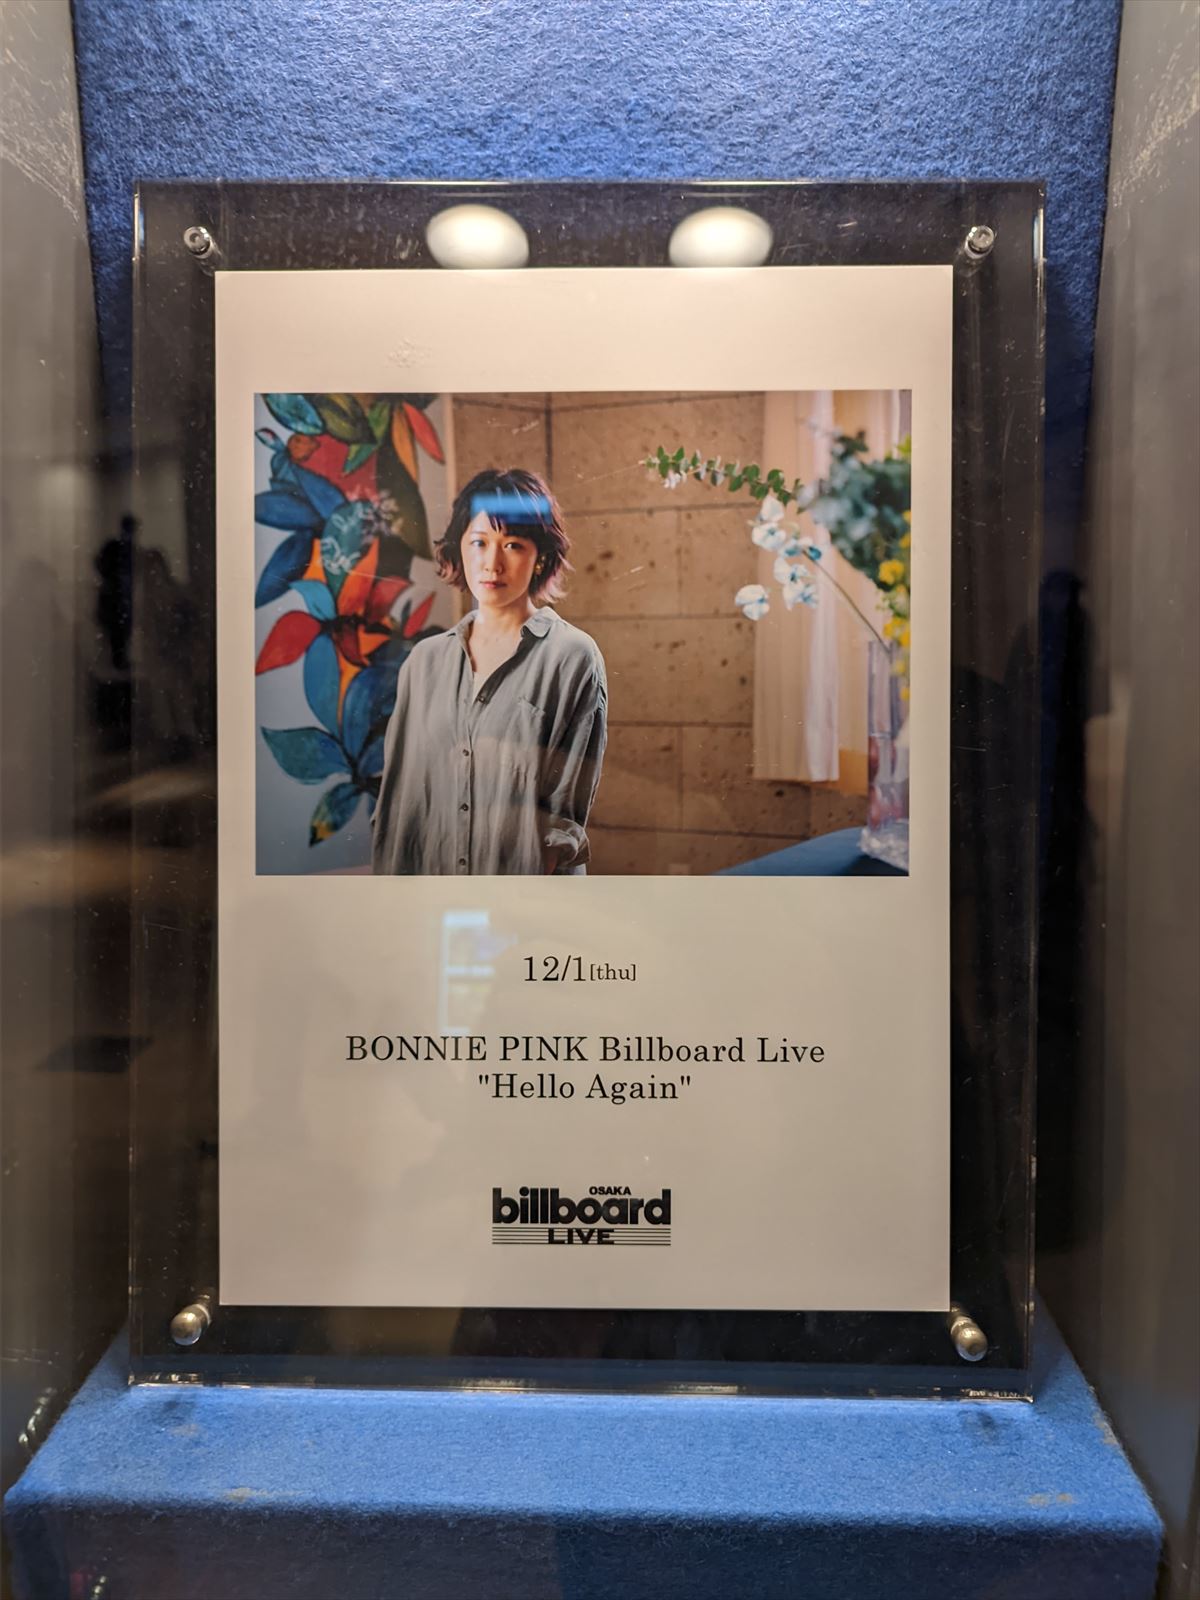 12/1[thu]
BONNIE PINK Billboard Live
"Hello Again"
OSAKA
billboard
LIVE